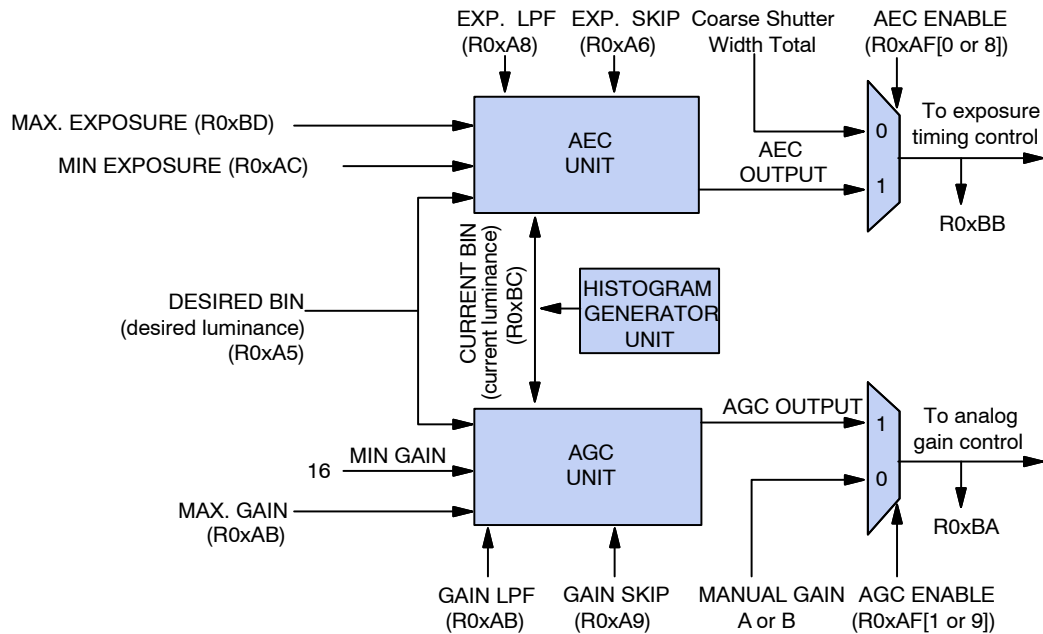 EXP. LPF
(R0xA8)
EXP. SKIP
(R0xA6)
Coarse Shutter
Width Total
AEC ENABLE
(R0xAF[0 or 8])
MAX. EXPOSURE (R0xBD)
MIN EXPOSURE (R0xAC)
AEC
UNIT
AEC
OUTPUT
0
1
To exposure
timing control
R0xBB
DESIRED BIN
(desired luminance)
(R0xA5)
CURRENT BIN
(current luminance)
(R0xBC)
HISTOGRAM
GENERATOR
UNIT
16
MIN GAIN
MAX. GAIN
(R0xAB)
AGC
UNIT
AGC OUTPUT
1
0
To analog
gain control
R0xBA
GAIN LPF
(R0xAB)
GAIN SKIP
(R0xA9)
MANUAL GAIN
A or B
AGC ENABLE
(R0xAF[1 or 9])